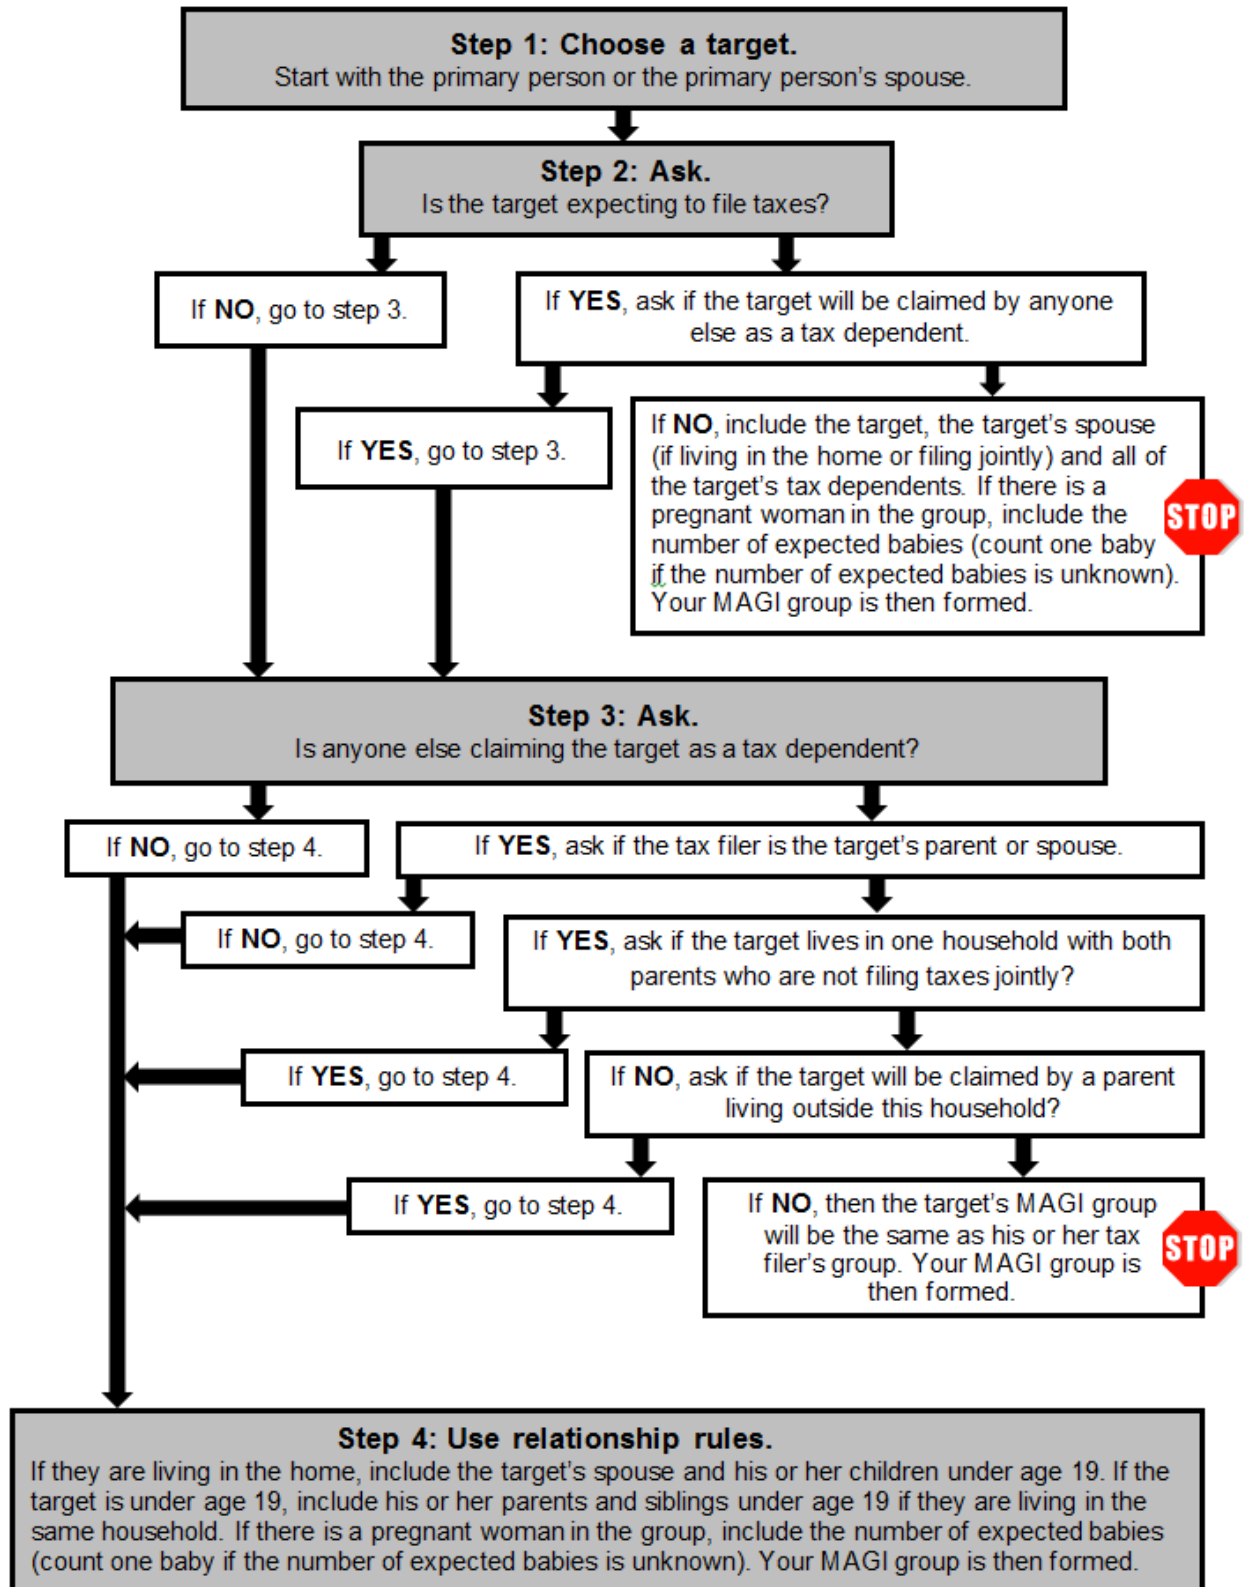 Step 1: Choose a target.
Start with the primary person or the primary person's spouse.
Step 2: Ask.
Is the target expecting to file taxes?
If NO, go to step 3.
If YES, ask if the target will be claimed by anyone
else as a tax dependent.
If YES, go to step 3.
If NO, include the target, the target's spouse
(if living in the home or filing jointly) and all of
the target's tax dependents. If there is a
pregnant woman in the group, include the
number of expected babies (count one baby
if the number of expected babies is unknown).
Your MAGI group is then formed.
STOP
Step 3: Ask.
Is anyone else claiming the target as a tax dependent?
If NO, go to step 4.
If YES, ask if the tax filer is the target's parent or spouse.
If NO, go to step 4.
If YES, ask if the target lives in one household with both
parents who are not filing taxes jointly?
If YES, go to step 4.
If NO, ask if the target will be claimed by a parent
living outside this household?
If YES, go to step 4.
If NO, then the target's MAGI group
will be the same as his or her tax
filer's group. Your MAGI group is
then formed.
STOP
Step 4: Use relationship rules.
If they are living in the home, include the target's spouse and his or her children under age 19. If the
target is under age 19, include his or her parents and siblings under age 19 if they are living in the
same household. If there is a pregnant woman in the group, include the number of expected babies
(count one baby if the number of expected babies is unknown). Your MAGI group is then formed.